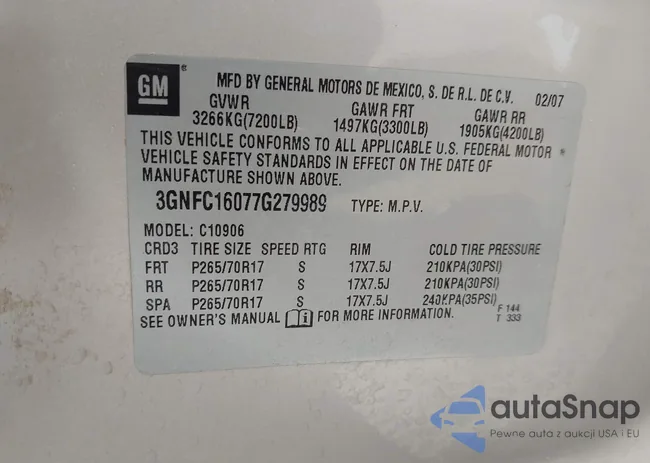 GM ® MFD BY GENERAL MOTORS DE MEXICO, S. DE R.L. DE C.V. 02/07
GVWR GAWR FRT GAWR RR
3266KG(7200LB) 1497KG(3300LB) 1905KG(4200LB)
THIS VEHICLE CONFORMS TO ALL APPLICABLE U.S. FEDERAL MOTOR
VEHICLE SAFETY STANDARDS IN EFFECT ON THE DATE OF
MANUFACTURE SHOWN ABOVE.
3GNFC16077G279989 TYPE: M.P.V.
MODEL: C10906
CRD3 TIRE SIZE SPEED RTG RIM COLD TIRE PRESSURE
FRT P265/70R17 S 17X7.5J 210KPA(30PSI)
RR P265/70R17 S 17X7.5J 210KPA(30PSI)
SPA P265/70R17 S 17X7.5J 240KPA(35PSI)
SEE OWNER'S MANUAL FOR MORE INFORMATION. F 144
T 333
autaSnap
Pewne auta z aukcji USA i EU